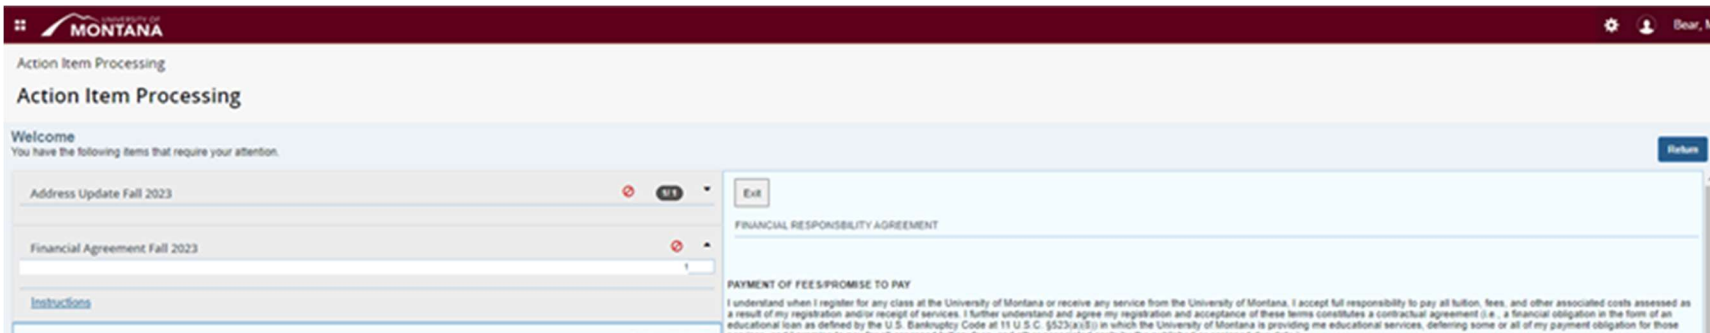 UNIVERSITY OF
MONTANA
Bear, M
Action Item Processing
Action Item Processing
Welcome
You have the following items that require your attention.
Return
Address Update Fall 2023
1/1
Exit
FINANCIAL RESPONSBILITY AGREEMENT
Financial Agreement Fall 2023
Instructions
PAYMENT OF FEES/PROMISE TO PAY
I understand when I register for any class at the University of Montana or receive any service from the University of Montana, I accept full responsibility to pay all tuition, fees, and other associated costs assessed as
a result of my registration and/or receipt of services. I further understand and agree my registration and acceptance of these terms constitutes a contractual agreement (i.e., a financial obligation in the form of an
educational loan as defined by the U.S. Bankruptcy Code at 11 U.S.C. §523(a)(8)) in which the University of Montana is providing me educational services, deferring some or all of my payment obligation for those